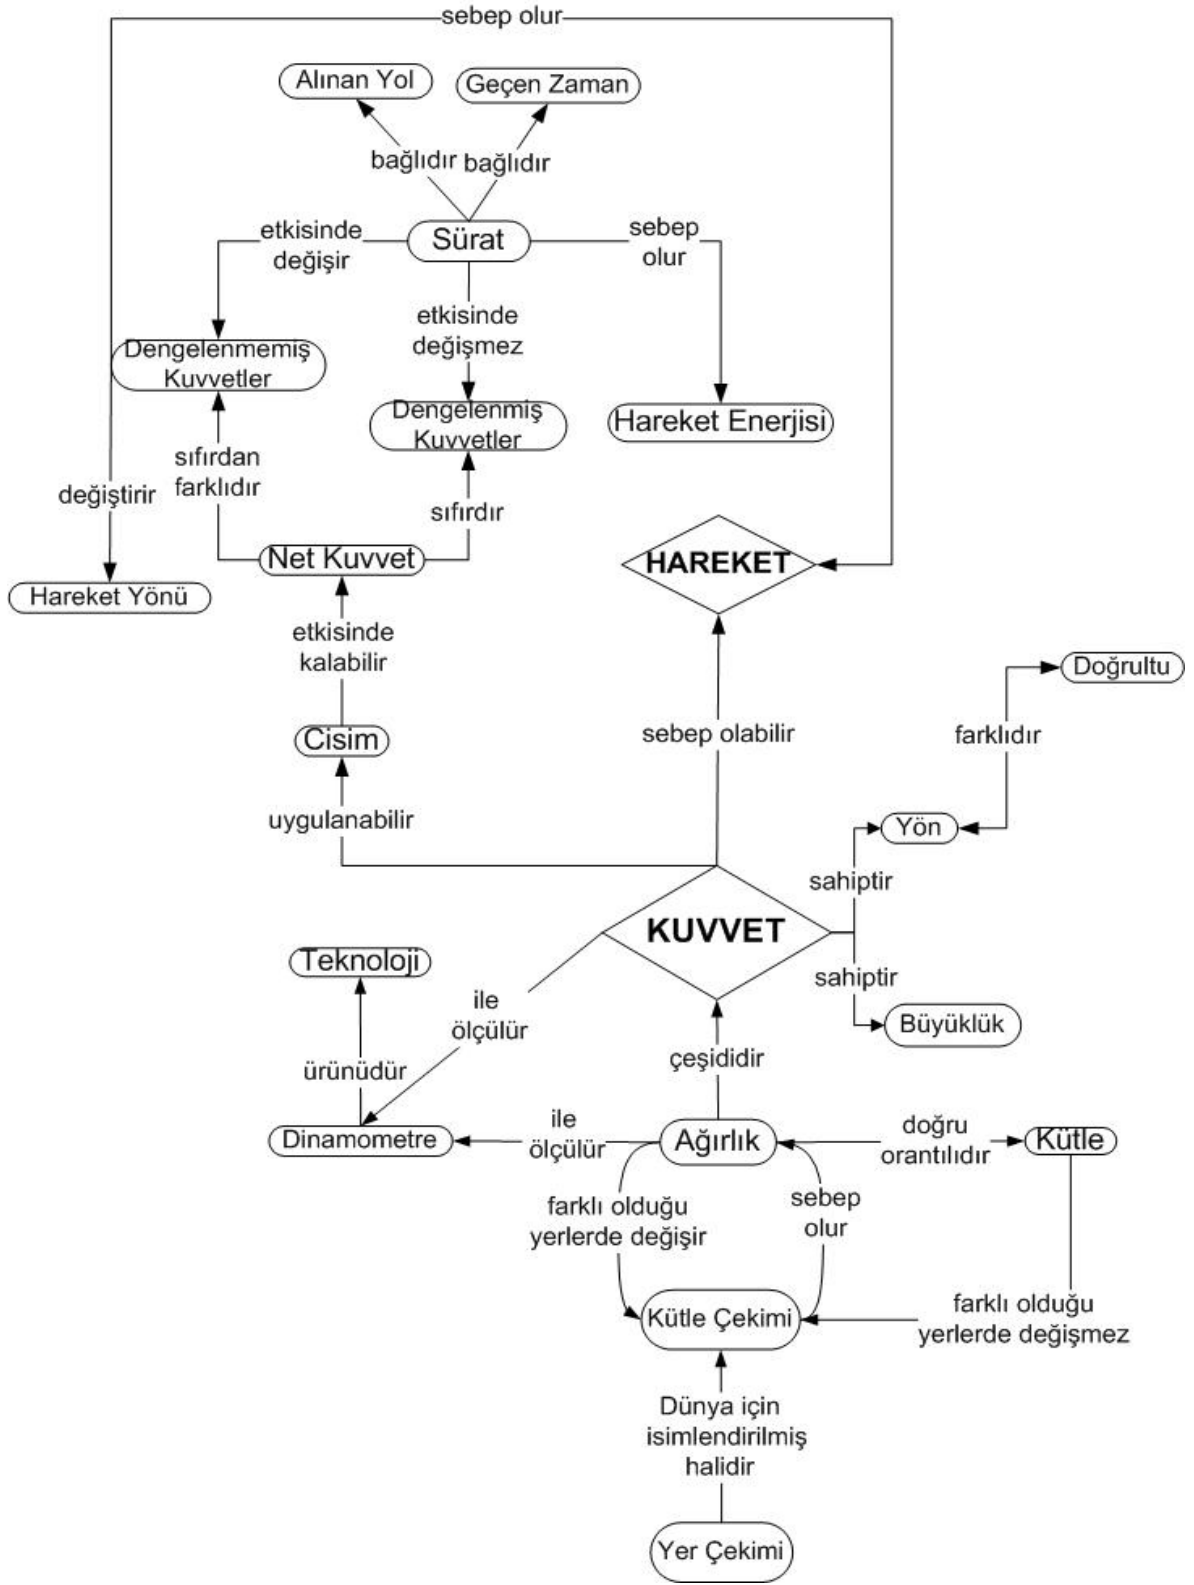 sebep olur
Alınan Yol
Geçen Zaman
bağlıdır
bağlıdır
etkisinde
değişir
Sürat
sebep
olur
etkisinde
değişmez
Dengelenmemiş
Kuvvetler
Dengelenmiş
Kuvvetler
Hareket Enerjisi
sıfırdan
farklıdır
değiştirir
sıfırdır
Net Kuvvet
HAREKET
Hareket Yönü
etkisinde
kalabilir
Doğrultu
Cisim
sebep olabilir
farklıdır
uygulanabilir
Yön
sahiptir
KUVVET
Teknoloji
sahiptir
ile
ölçülür
Büyüklük
ürünüdür
çeşididir
Dinamometre
ile
ölçülür
Ağırlık
doğru
orantılıdır
Kütle
farklı olduğu
yerlerde değişir
sebep
olur
Kütle Çekimi
farklı olduğu
yerlerde değişmez
Dünya için
isimlendirilmiş
halidir
Yer Çekimi